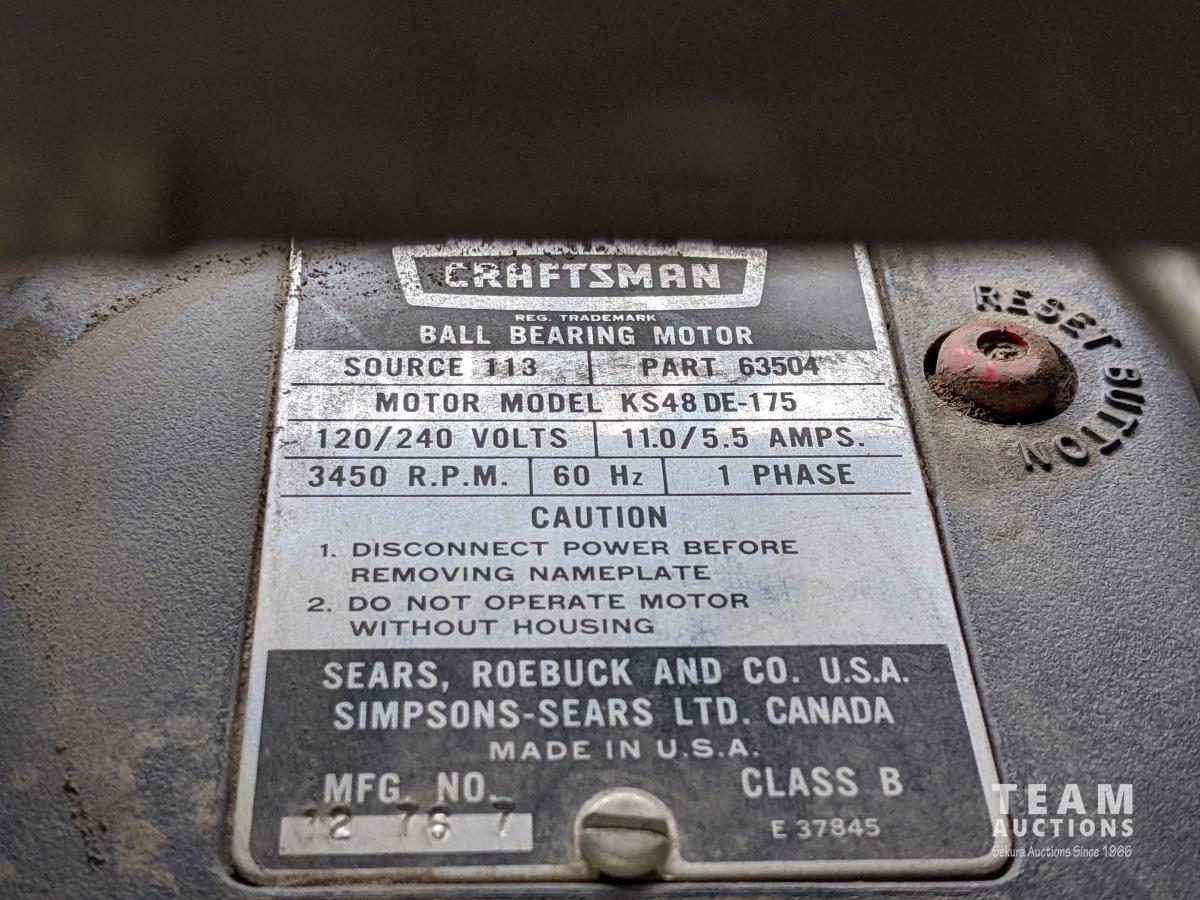 CRAFTSMAN
REG. TRADEMARK
BALL BEARING MOTOR
SOURCE 113 PART 63504
MOTOR MODEL KS48DE-175
120/240 VOLTS 11.0/5.5 AMPS.
3450 R.P.M. 60 Hz 1 PHASE
CAUTION
1. DISCONNECT POWER BEFORE
REMOVING NAMEPLATE
2. DO NOT OPERATE MOTOR
WITHOUT HOUSING
SEARS, ROEBUCK AND CO. U.S.A.
SIMPSONS-SEARS LTD. CANADA
MADE IN U.S.A.
MFG. NO. CLASS B
12 76 7 E 37845
RESET BUTTON
TEAM
AUCTIONS
Sekura Auctions Since 1966